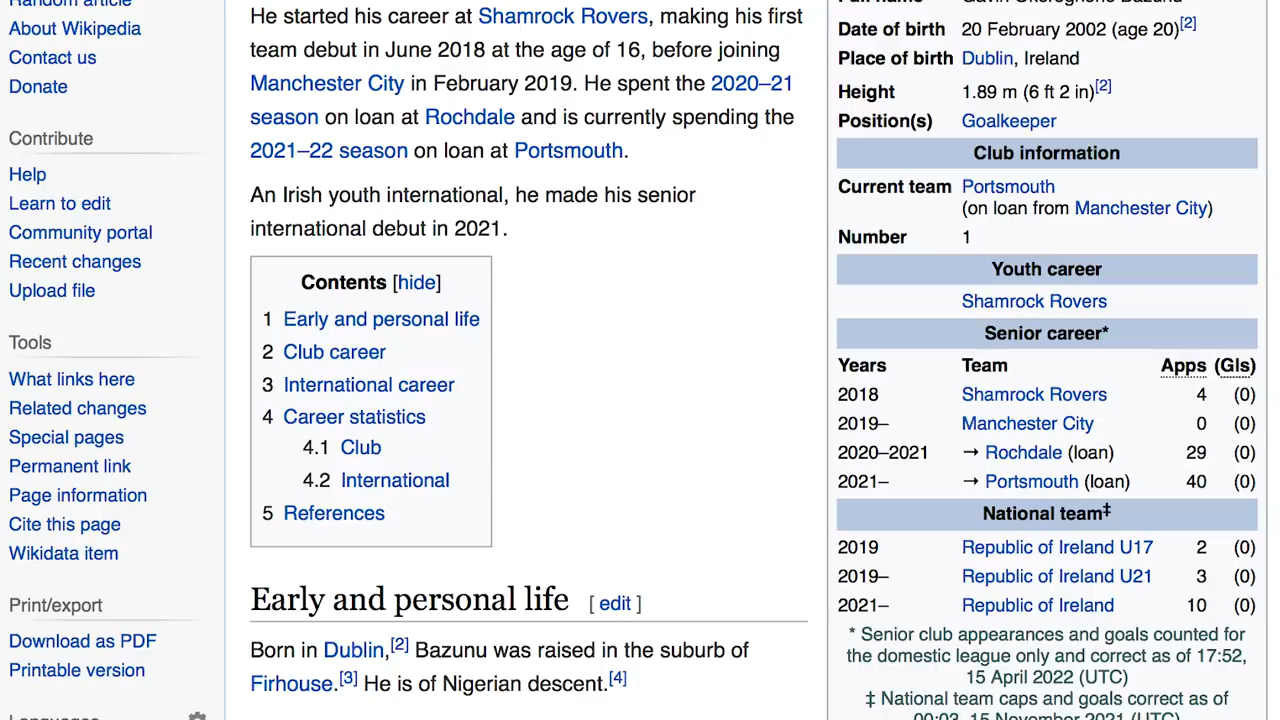 Random article
About Wikipedia
Contact us
Donate
Contribute
Help
Learn to edit
Community portal
Recent changes
Upload file
Tools
What links here
Related changes
Special pages
Permanent link
Page information
Cite this page
Wikidata item
Print/export
Download as PDF
Printable version
Languages
He started his career at Shamrock Rovers, making his first
team debut in June 2018 at the age of 16, before joining
Manchester City in February 2019. He spent the 2020–21
season on loan at Rochdale and is currently spending the
2021–22 season on loan at Portsmouth.
An Irish youth international, he made his senior
international debut in 2021.
Contents [hide]
1 Early and personal life
2 Club career
3 International career
4 Career statistics
4.1 Club
4.2 International
5 References
Early and personal life [ edit ]
Born in Dublin,[2] Bazunu was raised in the suburb of
Firhouse.[3] He is of Nigerian descent.[4]
Full name Gavin Okeroghene Bazunu
Date of birth 20 February 2002 (age 20)[2]
Place of birth Dublin, Ireland
Height 1.89 m (6 ft 2 in)[2]
Position(s) Goalkeeper
Club information
Current team Portsmouth
(on loan from Manchester City)
Number 1
Youth career
Shamrock Rovers
Senior career*
Years Team Apps (Gls)
2018 Shamrock Rovers 4 (0)
2019– Manchester City 0 (0)
2020–2021 → Rochdale (loan) 29 (0)
2021– → Portsmouth (loan) 40 (0)
National team‡
2019 Republic of Ireland U17 2 (0)
2019– Republic of Ireland U21 3 (0)
2021– Republic of Ireland 10 (0)
* Senior club appearances and goals counted for
the domestic league only and correct as of 17:52,
15 April 2022 (UTC)
‡ National team caps and goals correct as of
00:03, 15 November 2021 (UTC)